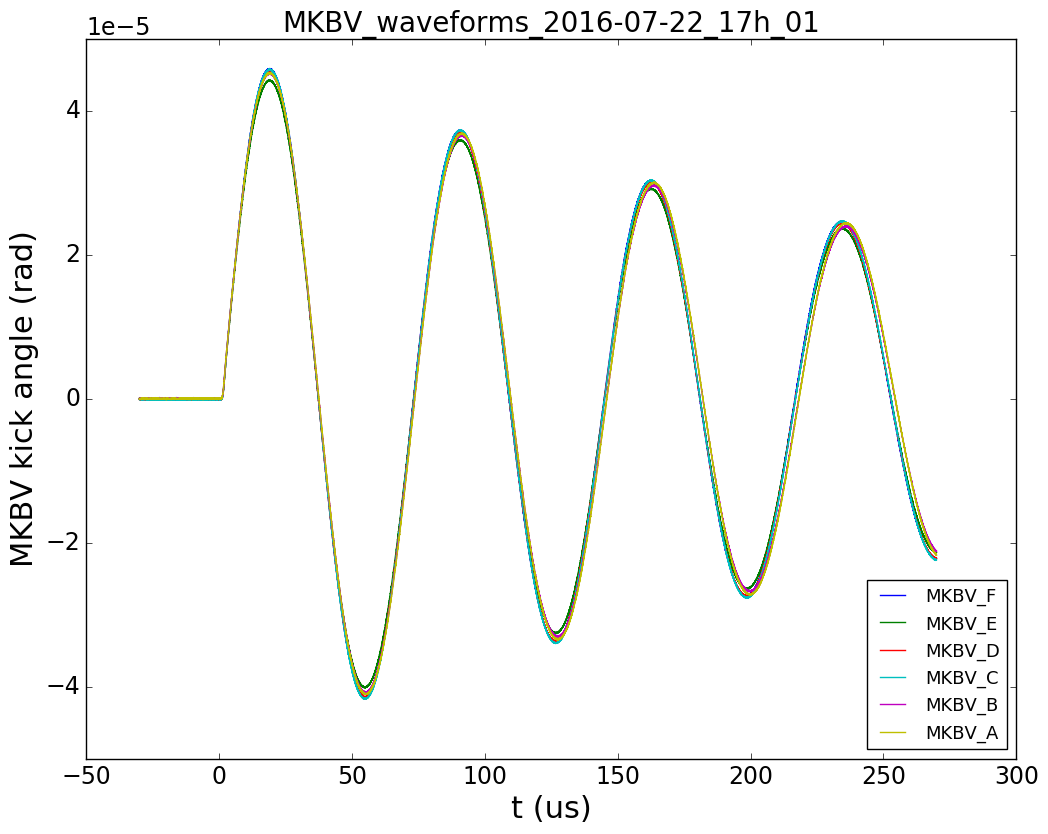 MKBV_waveforms_2016-07-22_17h_01
1e−5
4
2
0
−2
−4
MKBV kick angle (rad)
−50 0 50 100 150 200 250 300
t (us)
MKBV_F
MKBV_E
MKBV_D
MKBV_C
MKBV_B
MKBV_A